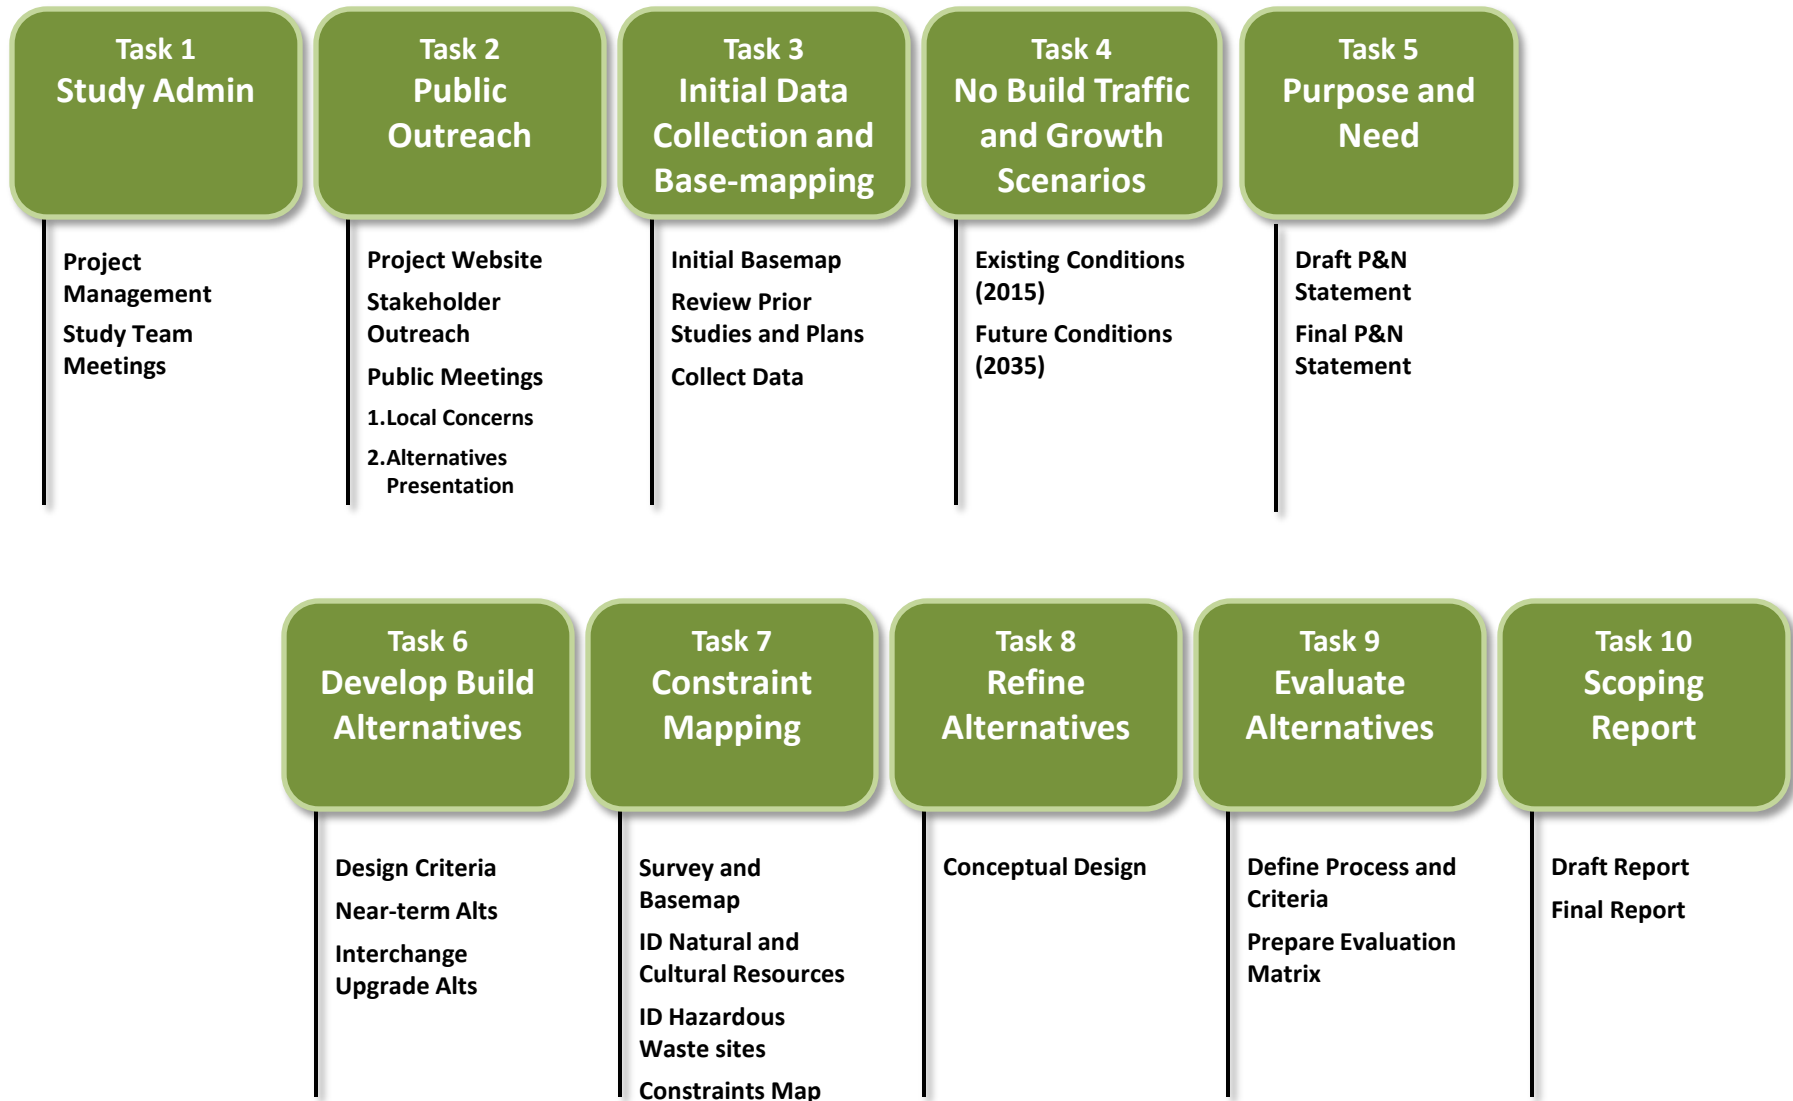 Task 1
Study Admin
Project
Management
Study Team
Meetings
Task 2
Public
Outreach
Project Website
Stakeholder
Outreach
Public Meetings
1.Local Concerns
2.Alternatives
Presentation
Task 3
Initial Data
Collection and
Base-mapping
Initial Basemap
Review Prior
Studies and Plans
Collect Data
Task 4
No Build Traffic
and Growth
Scenarios
Existing Conditions
(2015)
Future Conditions
(2035)
Task 5
Purpose and
Need
Draft P&N
Statement
Final P&N
Statement
Task 6
Develop Build
Alternatives
Design Criteria
Near-term Alts
Interchange
Upgrade Alts
Task 7
Constraint
Mapping
Survey and
Basemap
ID Natural and
Cultural Resources
ID Hazardous
Waste sites
Constraints Map
Task 8
Refine
Alternatives
Conceptual Design
Task 9
Evaluate
Alternatives
Define Process and
Criteria
Prepare Evaluation
Matrix
Task 10
Scoping
Report
Draft Report
Final Report